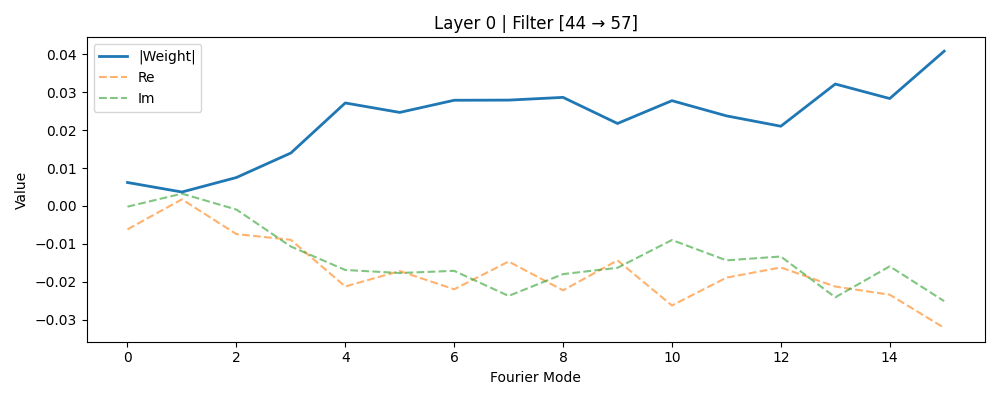 Layer 0 | Filter [44 → 57]
|Weight|
Re
Im
0.04
0.03
0.02
0.01
0.00
−0.01
−0.02
−0.03
Value
0 2 4 6 8 10 12 14
Fourier Mode